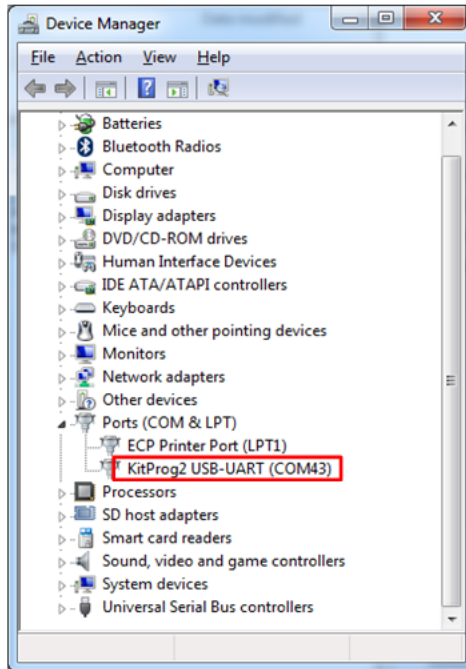 Device Manager
File Action View Help
Batteries
Bluetooth Radios
Computer
Disk drives
Display adapters
DVD/CD-ROM drives
Human Interface Devices
IDE ATA/ATAPI controllers
Keyboards
Mice and other pointing devices
Monitors
Network adapters
Other devices
Ports (COM & LPT)
ECP Printer Port (LPT1)
KitProg2 USB-UART (COM43)
Processors
SD host adapters
Smart card readers
Sound, video and game controllers
System devices
Universal Serial Bus controllers